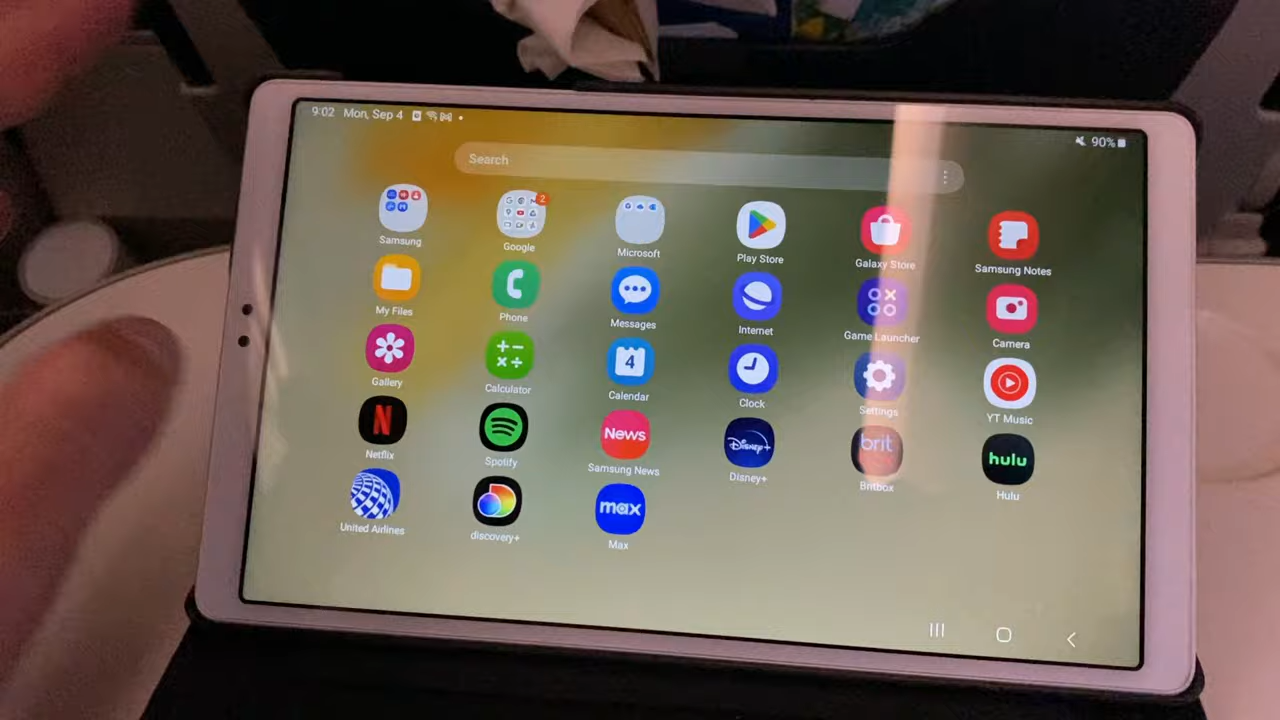 9:02 Mon, Sep 4
90%
Search
Samsung
Google
2
Microsoft
Play Store
Galaxy Store
Samsung Notes
My Files
Phone
Messages
Internet
Game Launcher
Camera
Gallery
Calculator
4
Calendar
Clock
Settings
YT Music
N
Netflix
Spotify
News
Samsung News
Disney+
Disney+
brit
Britbox
hulu
Hulu
United Airlines
discovery+
max
Max